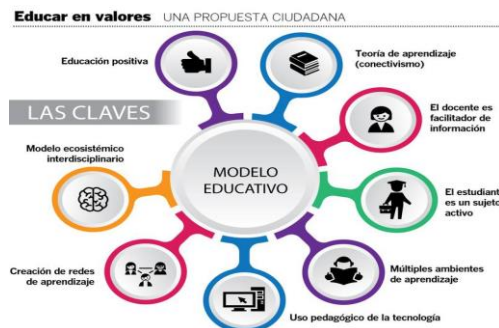 Educar en valores UNA PROPUESTA CIUDADANA
LAS CLAVES
MODELO
EDUCATIVO
Educación positiva
Teoría de aprendizaje
(conectivismo)
El docente es
facilitador de
información
El estudiante
es un sujeto
activo
Múltiples ambientes
de aprendizaje
Uso pedagógico de la tecnología
Creación de redes
de aprendizaje
Modelo ecosistémico
interdisciplinario